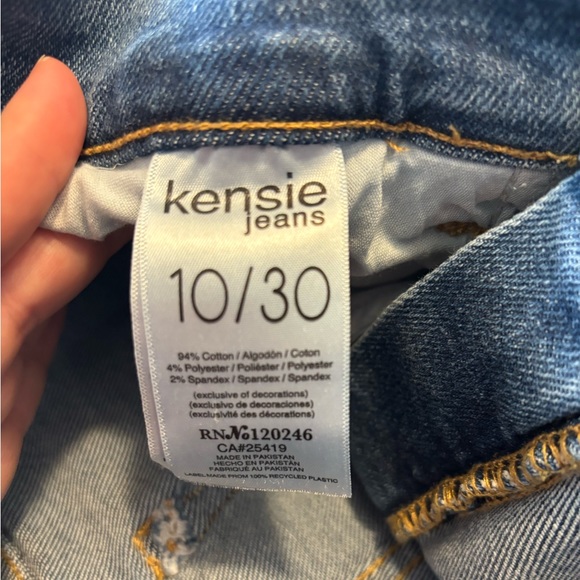 kensie
jeans
10/30
94% Cotton / Algodón / Coton
4% Polyester / Poliéster / Polyester
2% Spandex / Spandex / Spandex
(exclusive of decorations)
(exclusivo de decoraciones)
(exclusivité des décorations)
RN№120246
CA#25419
MADE IN PAKISTAN
HECHO EN PAKISTÁN
FABRIQUÉ AU PAKISTAN
LABEL MADE FROM 100% RECYCLED PLASTIC